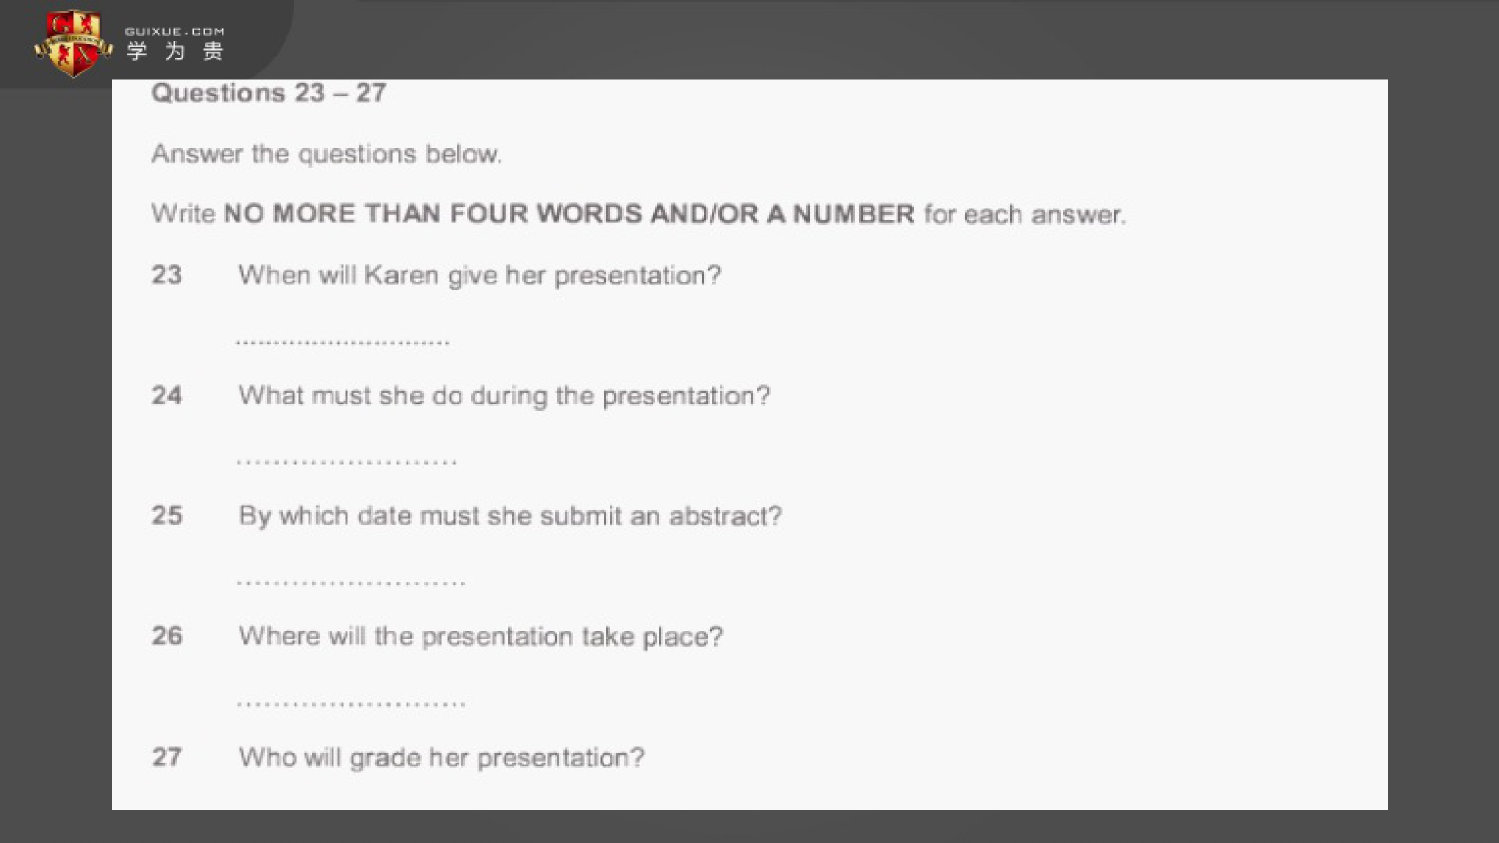 GUIXUE.COM
学为贵
Questions 23 – 27
Answer the questions below.
Write NO MORE THAN FOUR WORDS AND/OR A NUMBER for each answer.
23 When will Karen give her presentation?
............................
24 What must she do during the presentation?
........................
25 By which date must she submit an abstract?
.........................
26 Where will the presentation take place?
.........................
27 Who will grade her presentation?